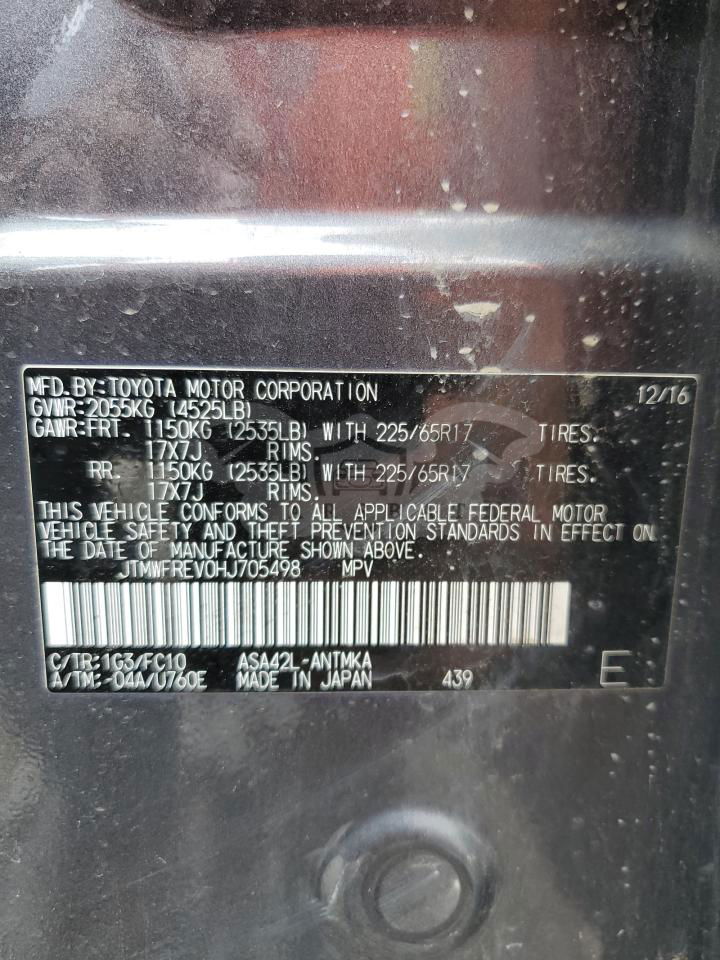 MFD.BY:TOYOTA MOTOR CORPORATION 12/16
GVWR:2055KG (4525LB)
GAWR:FRT. 1150KG (2535LB) WITH 225/65R17 TIRES.
17X7J RIMS.
RR. 1150KG (2535LB) WITH 225/65R17 TIRES.
17X7J RIMS.
THIS VEHICLE CONFORMS TO ALL APPLICABLE FEDERAL MOTOR
VEHICLE SAFETY AND THEFT PREVENTION STANDARDS IN EFFECT ON
THE DATE OF MANUFACTURE SHOWN ABOVE.
JTMWFREV0HJ705498 MPV
C/TR:1G3/FC10 ASA42L-ANTMKA
A/TM:-04A/U760E MADE IN JAPAN 439 E